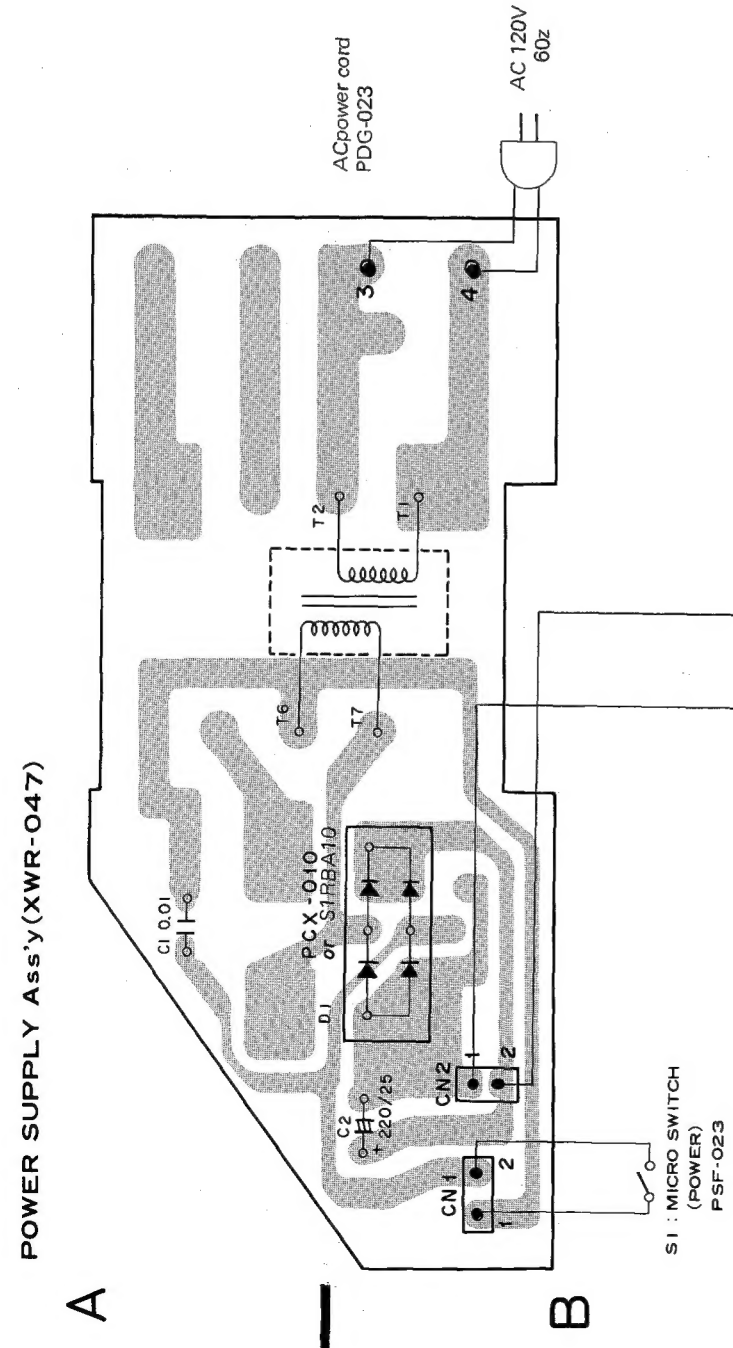 POWER SUPPLY Ass'y (XWR-047)
A
B
AC power cord
PDG-023
AC 120V
60z
3
4
T2
T1
T6
T7
C1 0.01
PCX-010
or S1RBA10
D1
C2
+ 220/25
CN2
1
2
CN1
1
2
S1 : MICRO SWITCH
(POWER)
PSF-023